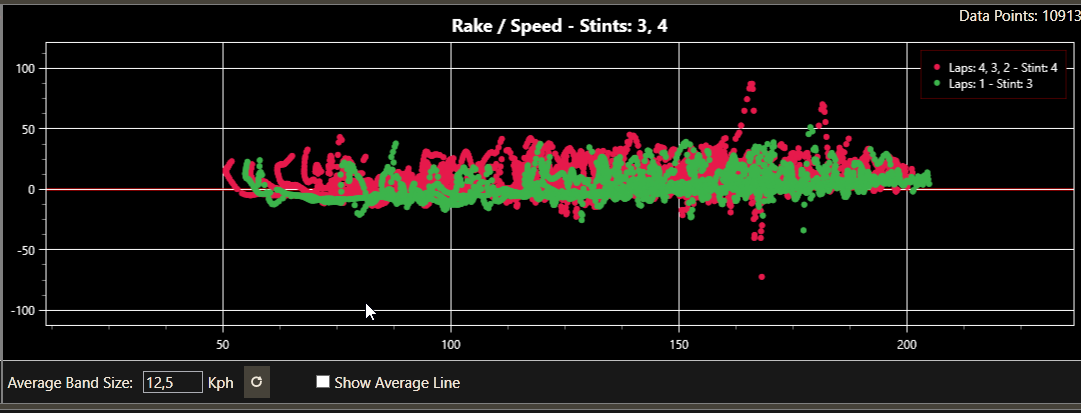 Data Points: 10913
Rake / Speed - Stints: 3, 4
Laps: 4, 3, 2 - Stint: 4
Laps: 1 - Stint: 3
100
50
0
-50
-100
50 100 150 200
Average Band Size: 12,5 Kph Show Average Line